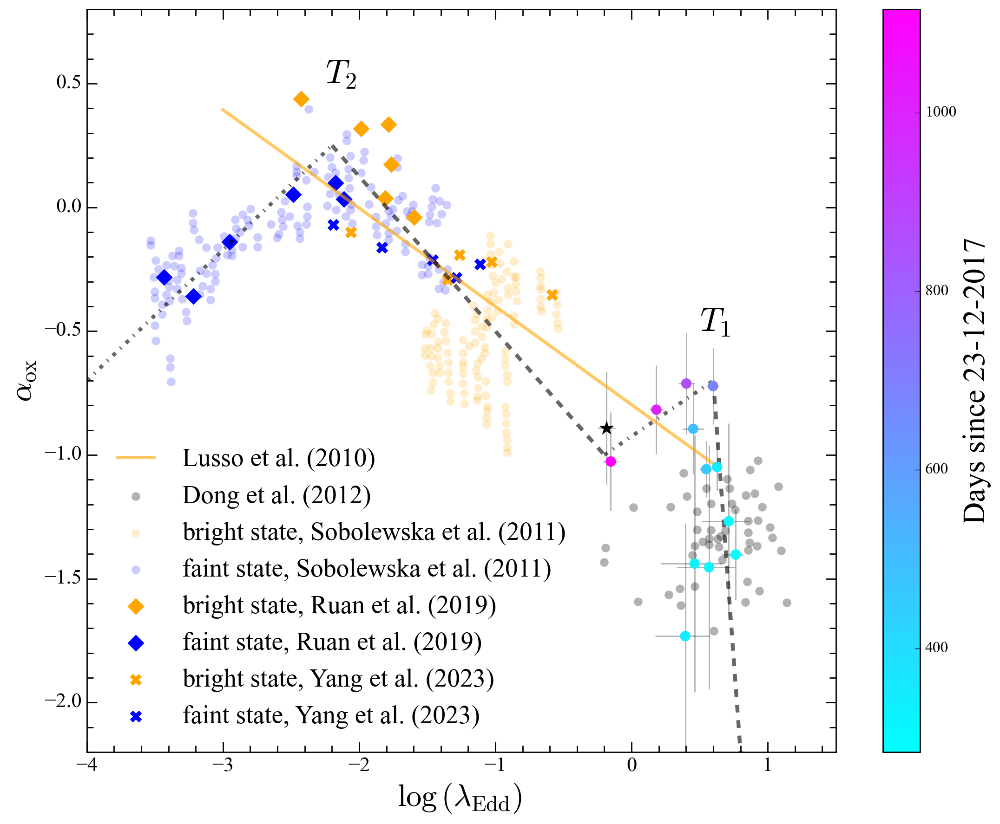 T₂
T₁
0.5
0.0
−0.5
−1.0
−1.5
−2.0
α_ox
Lusso et al. (2010)
Dong et al. (2012)
bright state, Sobolewska et al. (2011)
faint state, Sobolewska et al. (2011)
bright state, Ruan et al. (2019)
faint state, Ruan et al. (2019)
bright state, Yang et al. (2023)
faint state, Yang et al. (2023)
−4 −3 −2 −1 0 1
log (λ_Edd)
1000
800
600
400
Days since 23-12-2017